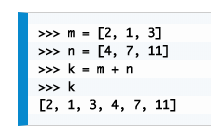 >>> m = [2, 1, 3]
>>> n = [4, 7, 11]
>>> k = m + n
>>> k
[2, 1, 3, 4, 7, 11]